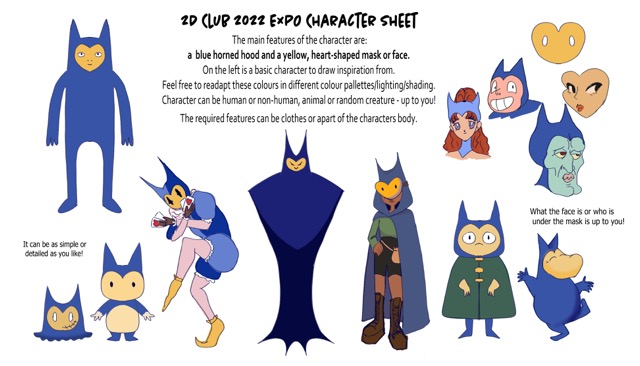 2D CLUB 2022 EXPO CHARACTER SHEET
The main features of the character are:
a blue horned hood and a yellow, heart-shaped mask or face.
On the left is a basic character to draw inspiration from.
Feel free to readapt these colours in different colour pallettes/lighting/shading.
Character can be human or non-human, animal or random creature - up to you!
The required features can be clothes or apart of the characters body.
What the face is or who is
under the mask is up to you!
It can be as simple or
detailed as you like!